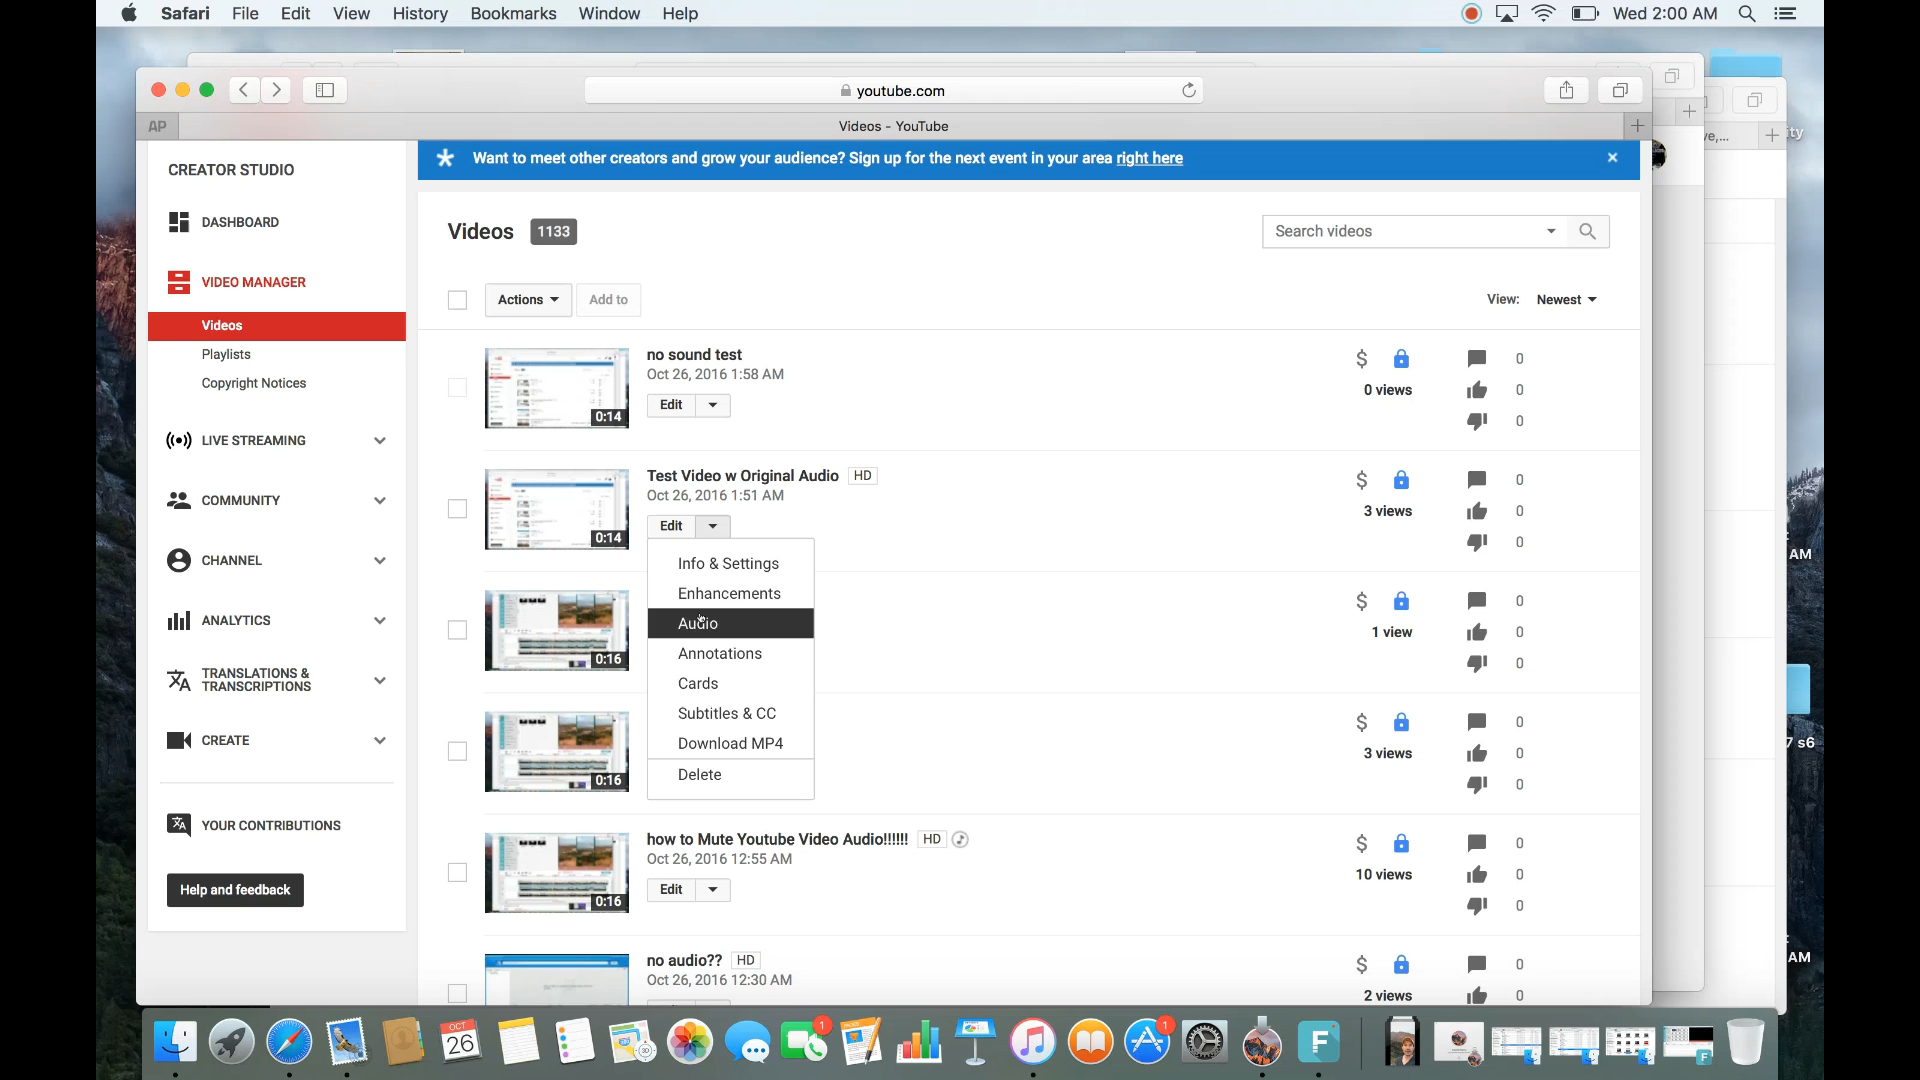 Safari File Edit View History Bookmarks Window Help
Wed 2:00 AM
youtube.com
AP
Videos - YouTube
ve,...
ity
CREATOR STUDIO
Want to meet other creators and grow your audience? Sign up for the next event in your area right here
DASHBOARD
Videos 1133
Search videos
VIDEO MANAGER
Actions Add to
View: Newest
Videos
Playlists
Copyright Notices
no sound test
Oct 26, 2016 1:58 AM
Edit
0:14
0 views
0
0
0
LIVE STREAMING
COMMUNITY
Test Video w Original Audio HD
Oct 26, 2016 1:51 AM
Edit
0:14
3 views
0
0
0
AM
CHANNEL
Info & Settings
Enhancements
Audio
Annotations
Cards
Subtitles & CC
Download MP4
Delete
ANALYTICS
0:16
1 view
0
0
0
TRANSLATIONS &
TRANSCRIPTIONS
CREATE
0:16
3 views
0
0
0
7 s6
YOUR CONTRIBUTIONS
how to Mute Youtube Video Audio!!!!!! HD
Oct 26, 2016 12:55 AM
Edit
0:16
10 views
0
0
0
Help and feedback
no audio?? HD
Oct 26, 2016 12:30 AM
2 views
0
0
AM
OCT
26
1
1
3D
F